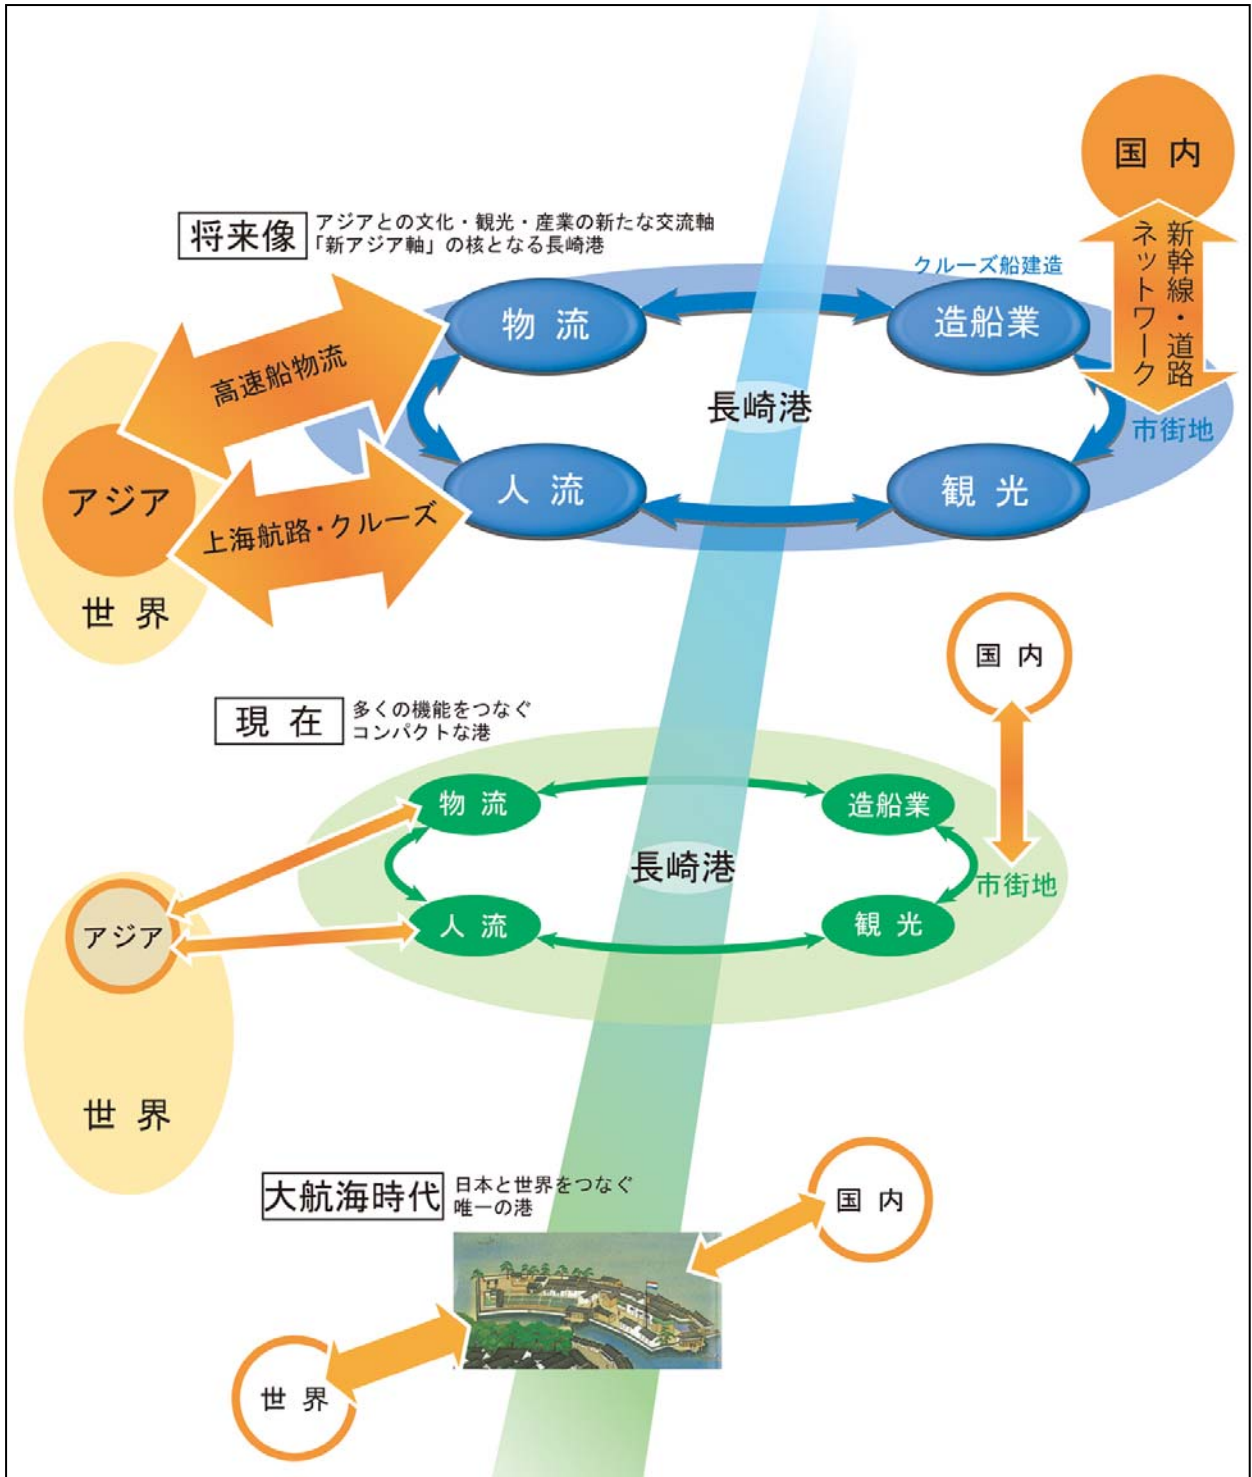 国内
将来像
アジアとの文化・観光・産業の新たな交流軸
「新アジア軸」の核となる長崎港
新幹線・道路
ネットワーク
クルーズ船建造
物流
造船業
高速船物流
長崎港
市街地
アジア
人流
観光
上海航路・クルーズ
世界
国内
現在
多くの機能をつなぐ
コンパクトな港
物流
造船業
長崎港
市街地
アジア
人流
観光
世界
大航海時代
日本と世界をつなぐ
唯一の港
国内
世界